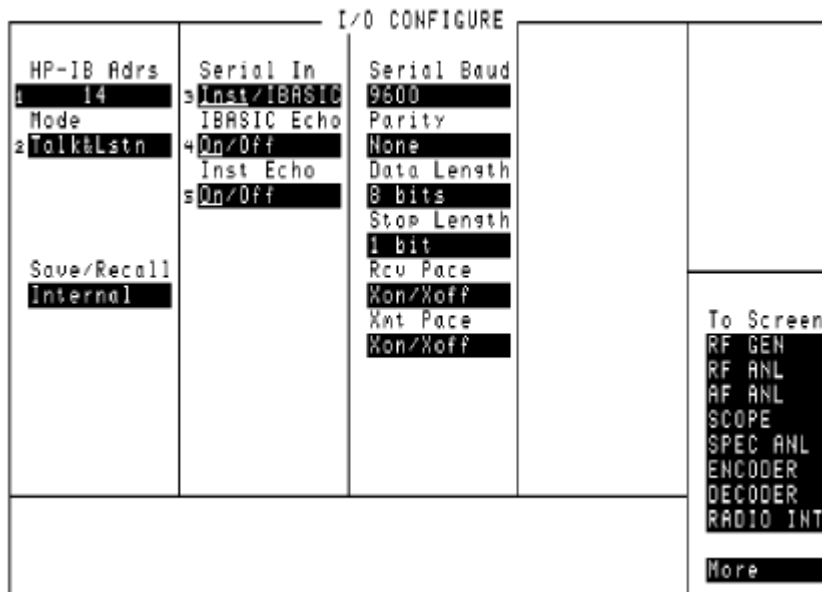 I/O CONFIGURE
HP-IB Adrs
1 14
Mode
2 Talk&Lstn
Save/Recall
Internal
Serial In
3 Inst/IBASIC
IBASIC Echo
4 On/Off
Inst Echo
5 On/Off
Serial Baud
9600
Parity
None
Data Length
8 bits
Stop Length
1 bit
Rcv Pace
Xon/Xoff
Xmt Pace
Xon/Xoff
To Screen
RF GEN
RF ANL
AF ANL
SCOPE
SPEC ANL
ENCODER
DECODER
RADIO INT
More